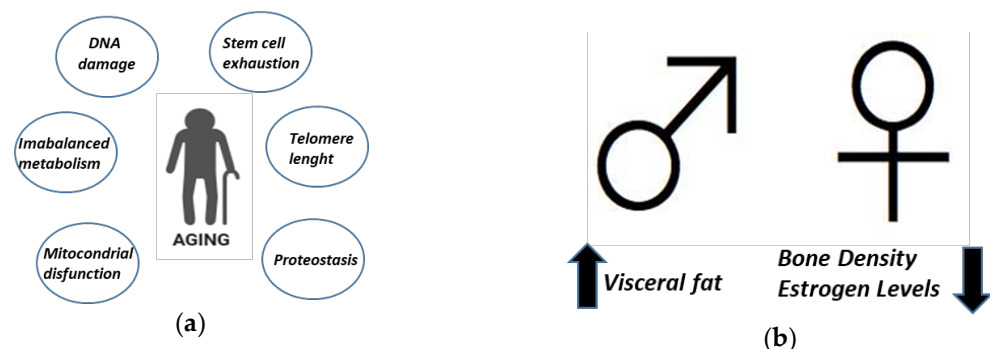 DNA
damage
Stem cell
exhaustion
Imabalanced
metabolism
Telomere
lenght
Mitocondrial
disfunction
Proteostasis
AGING
(a)
Visceral fat
Bone Density
Estrogen Levels
(b)